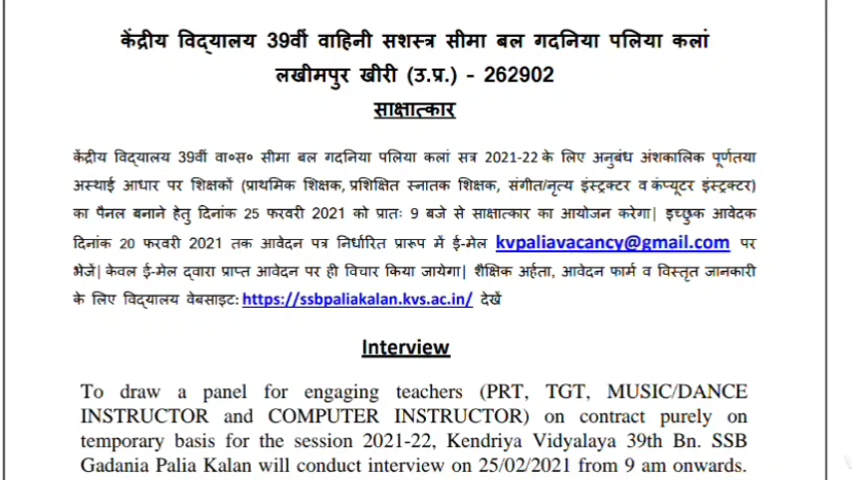 केंद्रीय विद्यालय 39वीं वाहिनी सशस्त्र सीमा बल गदनिया पलिया कलां
लखीमपुर खीरी (उ.प्र.) - 262902
साक्षात्कार
केंद्रीय विद्यालय 39वीं वा॰स॰ सीमा बल गदनिया पलिया कलां सत्र 2021-22 के लिए अनुबंध अंशकालिक पूर्णतया
अस्थाई आधार पर शिक्षकों (प्राथमिक शिक्षक, प्रशिक्षित स्नातक शिक्षक, संगीत/नृत्य इंस्ट्रक्टर व कंप्यूटर इंस्ट्रक्टर)
का पैनल बनाने हेतु दिनांक 25 फरवरी 2021 को प्रातः 9 बजे से साक्षात्कार का आयोजन करेगा| इच्छुक आवेदक
दिनांक 20 फरवरी 2021 तक आवेदन पत्र निर्धारित प्रारूप में ई-मेल kvpaliavacancy@gmail.com पर
भेजें| केवल ई-मेल द्वारा प्राप्त आवेदन पर ही विचार किया जायेगा| शैक्षिक अर्हता, आवेदन फार्म व विस्तृत जानकारी
के लिए विद्यालय वेबसाइट: https://ssbpaliakalan.kvs.ac.in/ देखें
Interview
To draw a panel for engaging teachers (PRT, TGT, MUSIC/DANCE
INSTRUCTOR and COMPUTER INSTRUCTOR) on contract purely on
temporary basis for the session 2021-22, Kendriya Vidyalaya 39th Bn. SSB
Gadania Palia Kalan will conduct interview on 25/02/2021 from 9 am onwards.